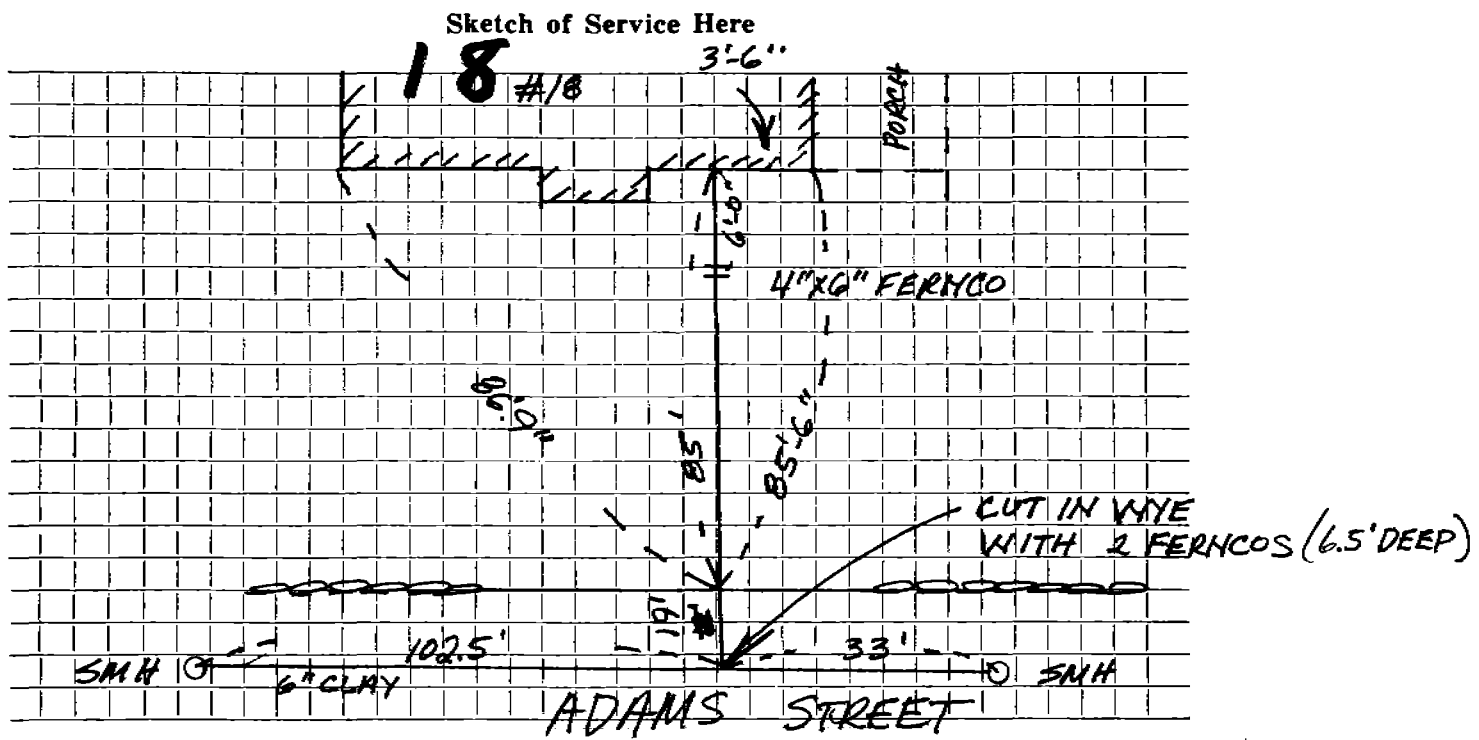 Sketch of Service Here
3'-6"
18 #18
PORCH
6'-0"
4"X6" FERNCO
85'
85'-6"
CUT IN WYE
WITH 2 FERNCOS (6.5' DEEP)
19'
102.5'
33'
SMH
SMH
6" CLAY
ADAMS STREET